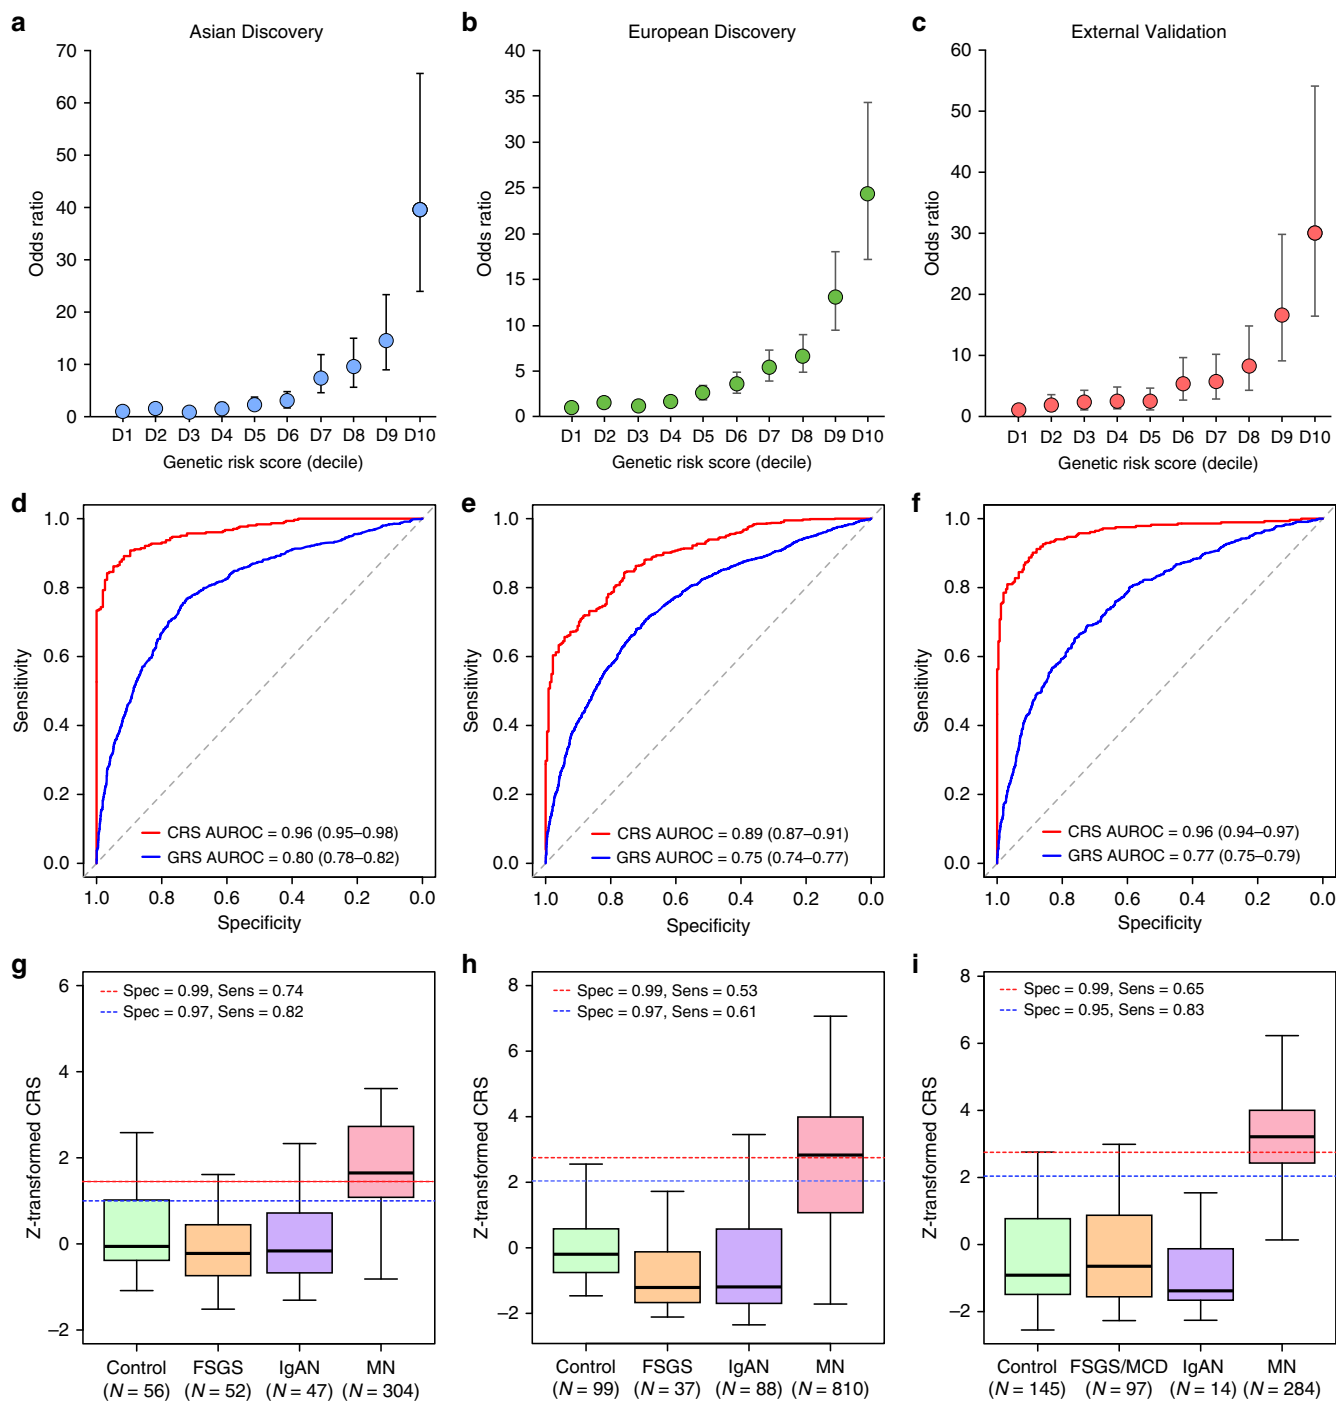 a
Asian Discovery
70
60
50
40
30
20
10
0
Odds ratio
D1 D2 D3 D4 D5 D6 D7 D8 D9 D10
Genetic risk score (decile)
b
European Discovery
40
35
30
25
20
15
10
5
0
Odds ratio
D1 D2 D3 D4 D5 D6 D7 D8 D9 D10
Genetic risk score (decile)
c
External Validation
60
50
40
30
20
10
0
Odds ratio
D1 D2 D3 D4 D5 D6 D7 D8 D9 D10
Genetic risk score (decile)
d
1.0
0.8
0.6
0.4
0.2
0.0
Sensitivity
CRS AUROC = 0.96 (0.95–0.98)
GRS AUROC = 0.80 (0.78–0.82)
1.0 0.8 0.6 0.4 0.2 0.0
Specificity
e
1.0
0.8
0.6
0.4
0.2
0.0
Sensitivity
CRS AUROC = 0.89 (0.87–0.91)
GRS AUROC = 0.75 (0.74–0.77)
1.0 0.8 0.6 0.4 0.2 0.0
Specificity
f
1.0
0.8
0.6
0.4
0.2
0.0
Sensitivity
CRS AUROC = 0.96 (0.94–0.97)
GRS AUROC = 0.77 (0.75–0.79)
1.0 0.8 0.6 0.4 0.2 0.0
Specificity
g
6
4
2
0
–2
Z-transformed CRS
Spec = 0.99, Sens = 0.74
Spec = 0.97, Sens = 0.82
Control FSGS IgAN MN
(N = 56) (N = 52) (N = 47) (N = 304)
h
8
6
4
2
0
–2
Z-transformed CRS
Spec = 0.99, Sens = 0.53
Spec = 0.97, Sens = 0.61
Control FSGS IgAN MN
(N = 99) (N = 37) (N = 88) (N = 810)
i
8
6
4
2
0
–2
Z-transformed CRS
Spec = 0.99, Sens = 0.65
Spec = 0.95, Sens = 0.83
Control FSGS/MCD IgAN MN
(N = 145) (N = 97) (N = 14) (N = 284)